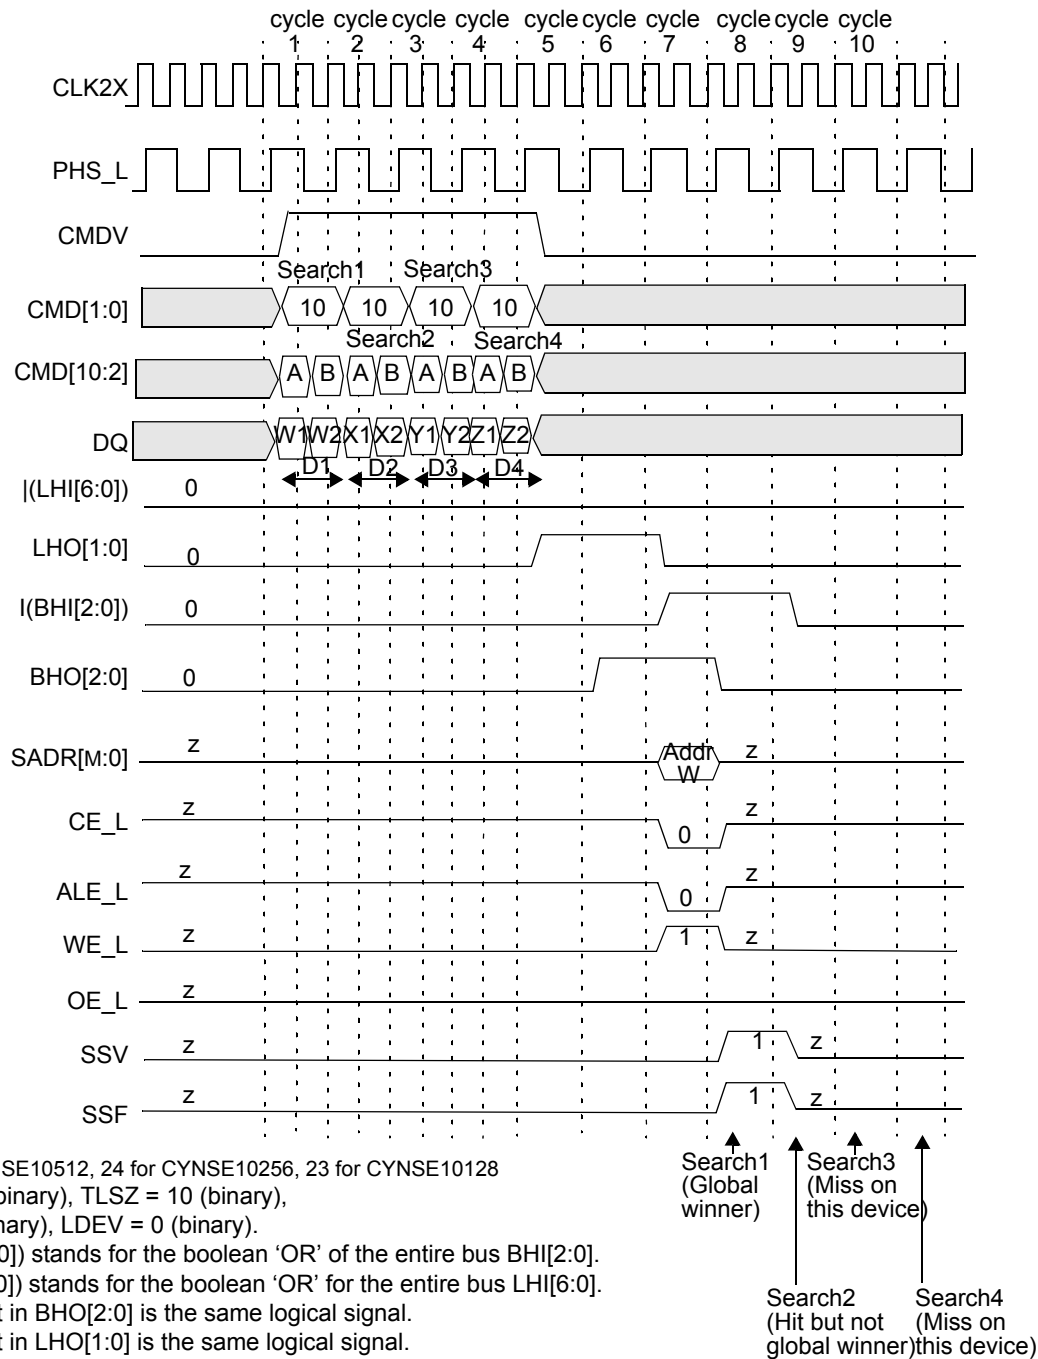 cycle cycle cycle cycle cycle cycle cycle cycle cycle cycle
1 2 3 4 5 6 7 8 9 10
CLK2X
PHS_L
CMDV
Search1 Search3
CMD[1:0] 10 10 10 10
Search2 Search4
CMD[10:2] A B A B A B A B
DQ W1 W2 X1 X2 Y1 Y2 Z1 Z2
D1 D2 D3 D4
|(LHI[6:0]) 0
LHO[1:0] 0
I(BHI[2:0]) 0
BHO[2:0] 0
SADR[M:0] z Addr W z
CE_L z 0 z
ALE_L z 0 z
WE_L z 1 z
OE_L z
SSV z 1 z
SSF z 1 z
SE10512, 24 for CYNSE10256, 23 for CYNSE10128
binary), TLSZ = 10 (binary),
nary), LDEV = 0 (binary).
0]) stands for the boolean ‘OR’ of the entire bus BHI[2:0].
0]) stands for the boolean ‘OR’ for the entire bus LHI[6:0].
t in BHO[2:0] is the same logical signal.
t in LHO[1:0] is the same logical signal.
Search1
(Global
winner)
Search3
(Miss on
this device)
Search2
(Hit but not
global winner)
Search4
(Miss on
this device)